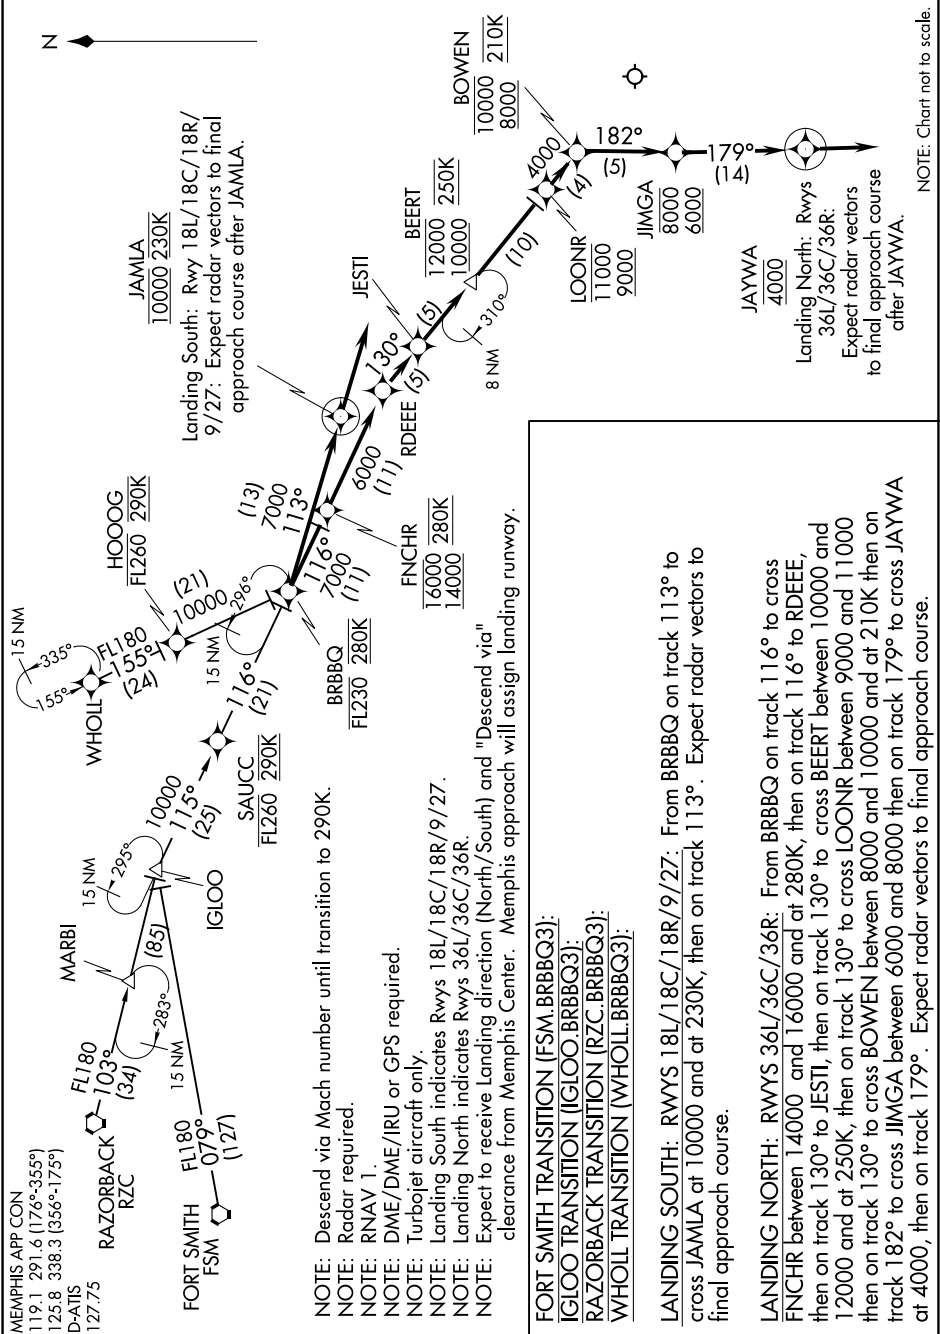 MEMPHIS APP CON
119.1 291.6 (176°-355°)
125.8 338.3 (356°-175°)
D-ATIS
127.75
N
RAZORBACK
RZC
FL180
103°
(34)
MARBI
283°
15 NM
(85)
FORT SMITH
FSM
FL180
079°
(127)
IGLOO
295°
15 NM
10000
115°
(25)
SAUCC
FL260 290K
116°
(21)
WHOLL
155°
335°
15 NM
FL180
155°
(24)
HOOOG
FL260 290K
(21)
10000
296°
15 NM
BRBBQ
FL230 280K
(13)
7000
113°
JAMLA
10000 230K
Landing South: Rwy 18L/18C/18R/
9/27: Expect radar vectors to final
approach course after JAMLA.
116°
7000
(11)
FNCHR
16000 280K
14000
6000
(11)
RDEEE
130°
(5)
JESTI
(5)
BEERT
12000 250K
10000
310°
8 NM
(10)
LOONR
11000
9000
4000
(4)
BOWEN
10000 210K
8000
182°
(5)
JIMGA
8000
6000
179°
(14)
JAYWA
4000
Landing North: Rwys
36L/36C/36R:
Expect radar vectors
to final approach course
after JAYWA.
NOTE: Chart not to scale.
NOTE: Descend via Mach number until transition to 290K.
NOTE: Radar required.
NOTE: RNAV 1.
NOTE: DME/DME/IRU or GPS required.
NOTE: Turbojet aircraft only.
NOTE: Landing South indicates Rwys 18L/18C/18R/9/27.
NOTE: Landing North indicates Rwys 36L/36C/36R.
NOTE: Expect to receive Landing direction (North/South) and "Descend via"
clearance from Memphis Center. Memphis approach will assign landing runway.
FORT SMITH TRANSITION (FSM.BRBBQ3):
IGLOO TRANSITION (IGLOO.BRBBQ3):
RAZORBACK TRANSITION (RZC.BRBBQ3):
WHOLL TRANSITION (WHOLL.BRBBQ3):
LANDING SOUTH: RWYS 18L/18C/18R/9/27: From BRBBQ on track 113° to
cross JAMLA at 10000 and at 230K, then on track 113°. Expect radar vectors to
final approach course.
LANDING NORTH: RWYS 36L/36C/36R: From BRBBQ on track 116° to cross
FNCHR between 14000 and 16000 and at 280K, then on track 116° to RDEEE,
then on track 130° to JESTI, then on track 130° to cross BEERT between 10000 and
12000 and at 250K, then on track 130° to cross LOONR between 9000 and 11000
then on track 130° to cross BOWEN between 8000 and 10000 and at 210K then on
track 182° to cross JIMGA between 6000 and 8000 then on track 179° to cross JAYWA
at 4000, then on track 179°. Expect radar vectors to final approach course.